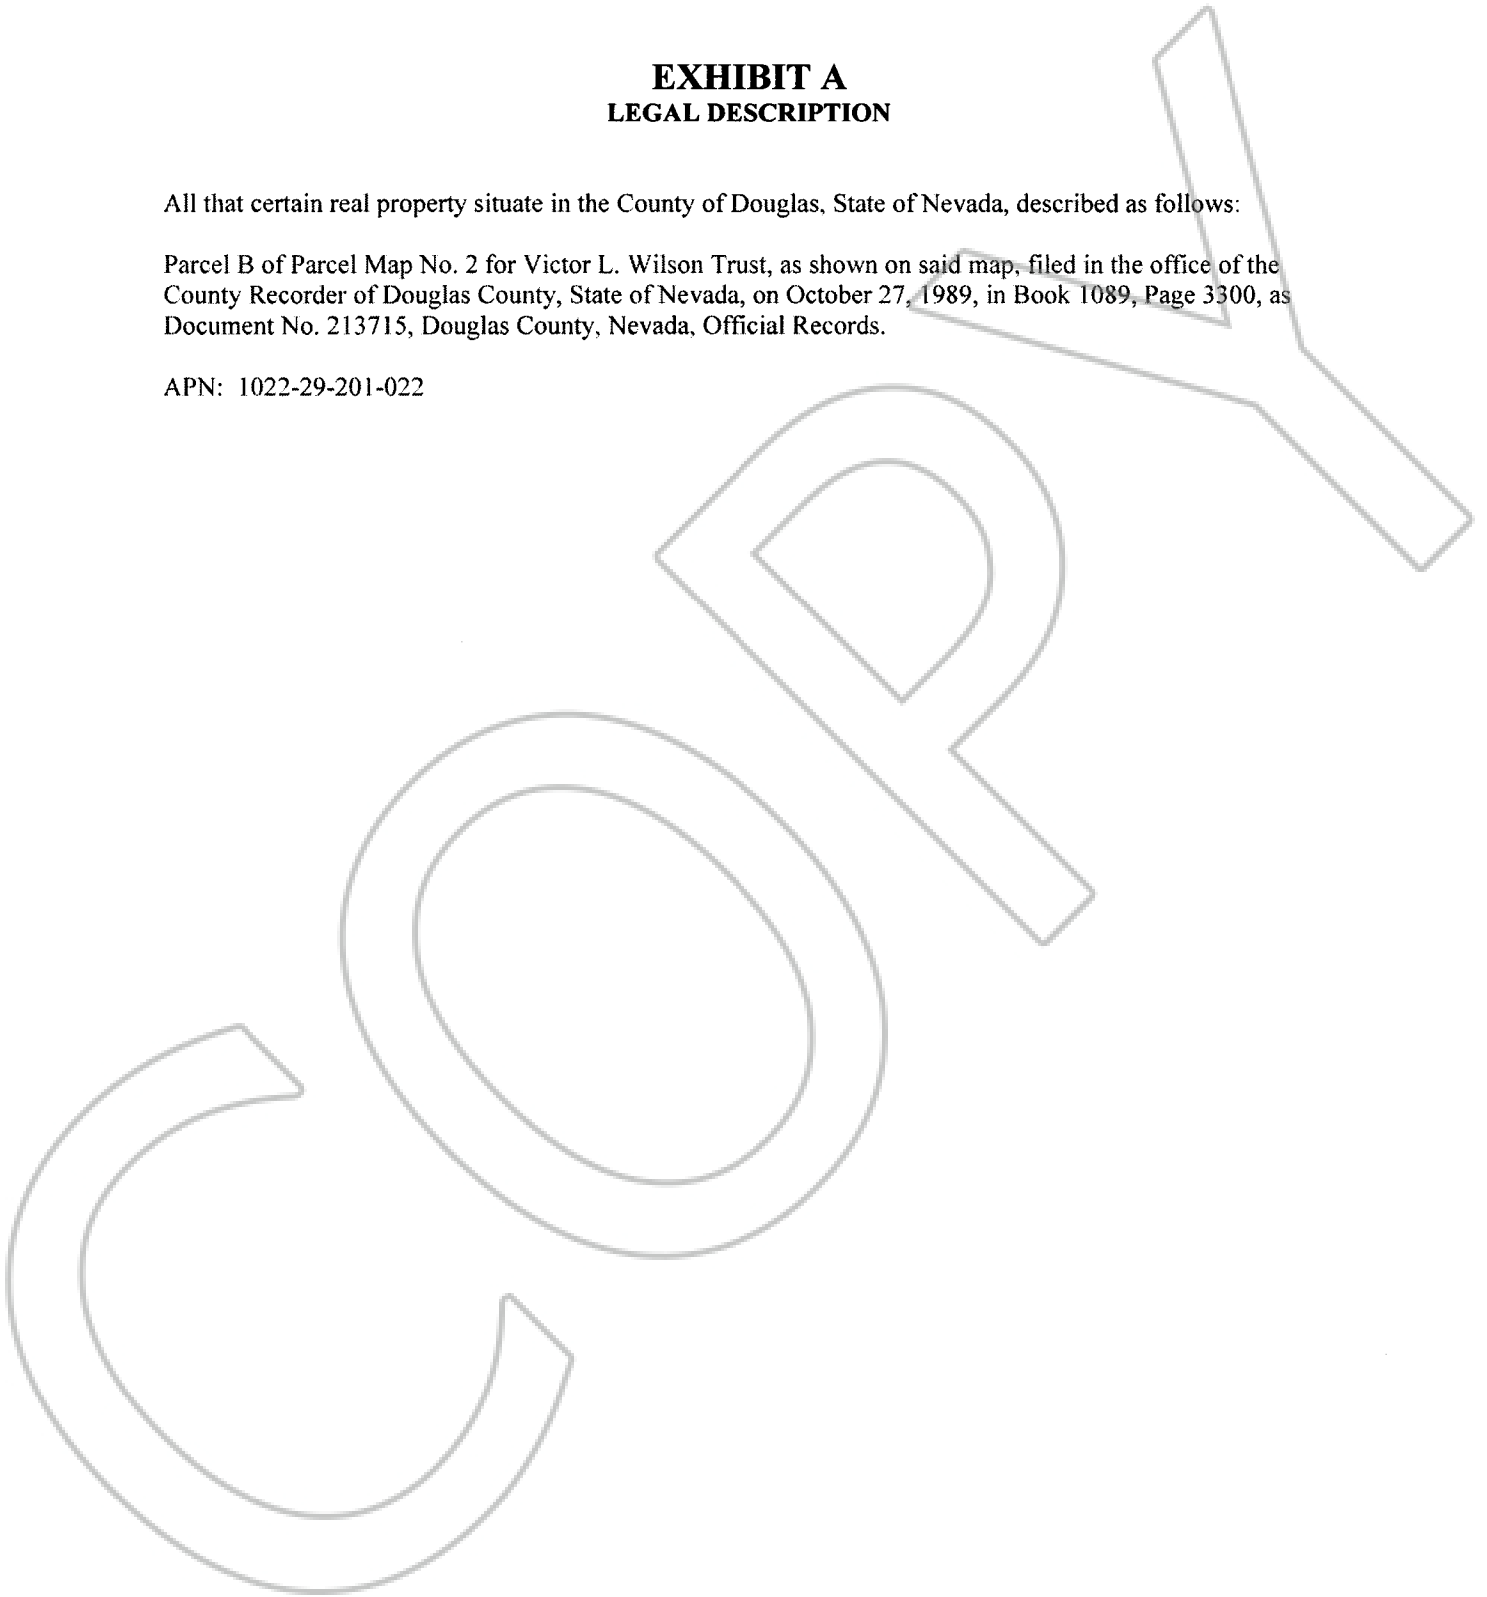 EXHIBIT A
LEGAL DESCRIPTION
All that certain real property situate in the County of Douglas, State of Nevada, described as follows:
Parcel B of Parcel Map No. 2 for Victor L. Wilson Trust, as shown on said map, filed in the office of the
County Recorder of Douglas County, State of Nevada, on October 27, 1989, in Book 1089, Page 3300, as
Document No. 213715, Douglas County, Nevada, Official Records.
APN: 1022-29-201-022
COPY